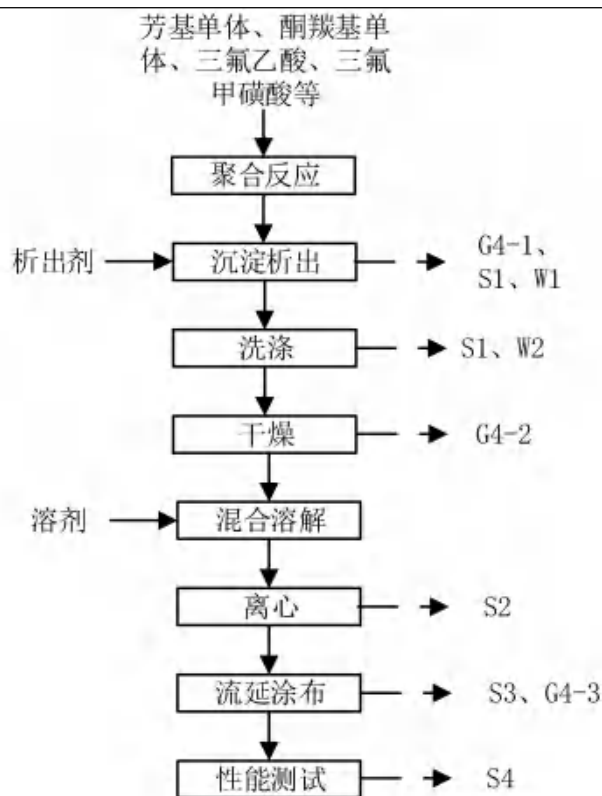 芳基单体、酮羰基单
体、三氟乙酸、三氟
甲磺酸等
聚合反应
析出剂
沉淀析出
G4-1、
S1、W1
洗涤
S1、W2
干燥
G4-2
溶剂
混合溶解
离心
S2
流延涂布
S3、G4-3
性能测试
S4